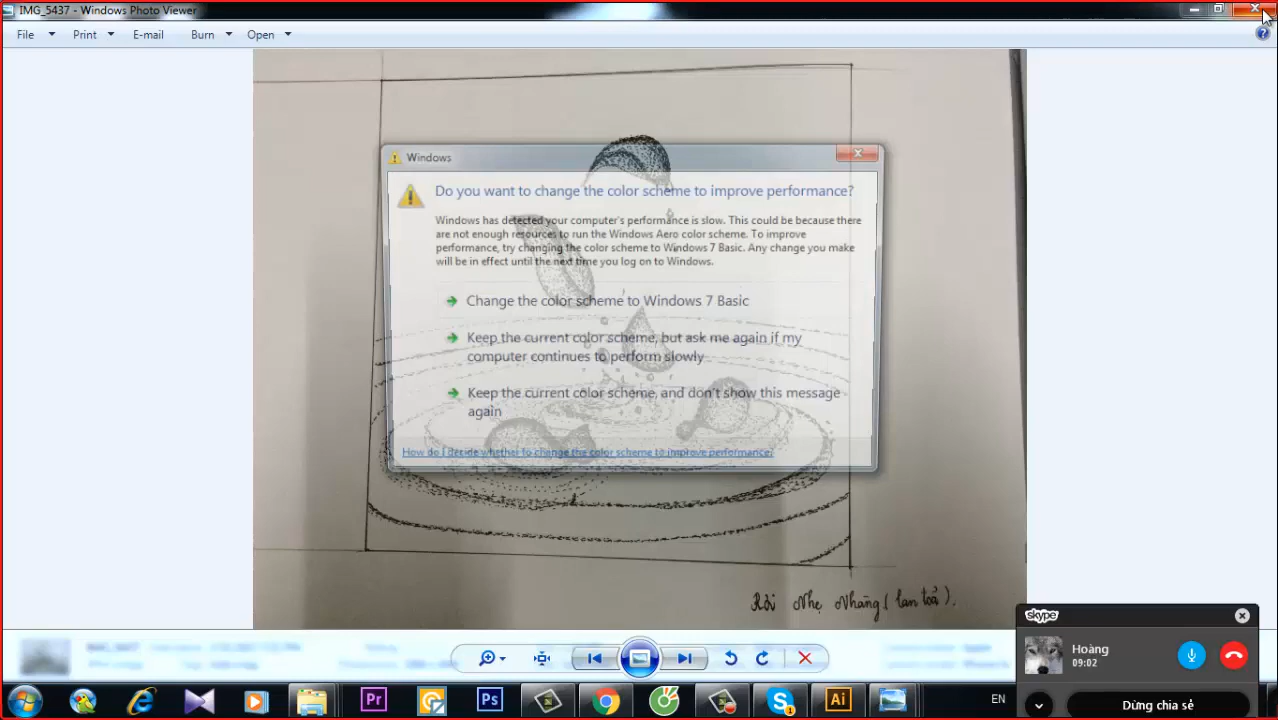 IMG_5437 - Windows Photo Viewer
File Print E-mail Burn Open
Windows
Do you want to change the color scheme to improve performance?
Windows has detected your computer's performance is slow. This could be because there
are not enough resources to run the Windows Aero color scheme. To improve
performance, try changing the color scheme to Windows 7 Basic. Any change you make
will be in effect until the next time you log on to Windows.
Change the color scheme to Windows 7 Basic
Keep the current color scheme, but ask me again if my
computer continues to perform slowly
Keep the current color scheme, and don't show this message
again
How do I decide whether to change the color scheme to improve performance?
Rơi Nhẹ Nhàng (lan toả).
skype
Hoàng
09:02
Dừng chia sẻ
Pr
Ps
S
1
Ai
EN